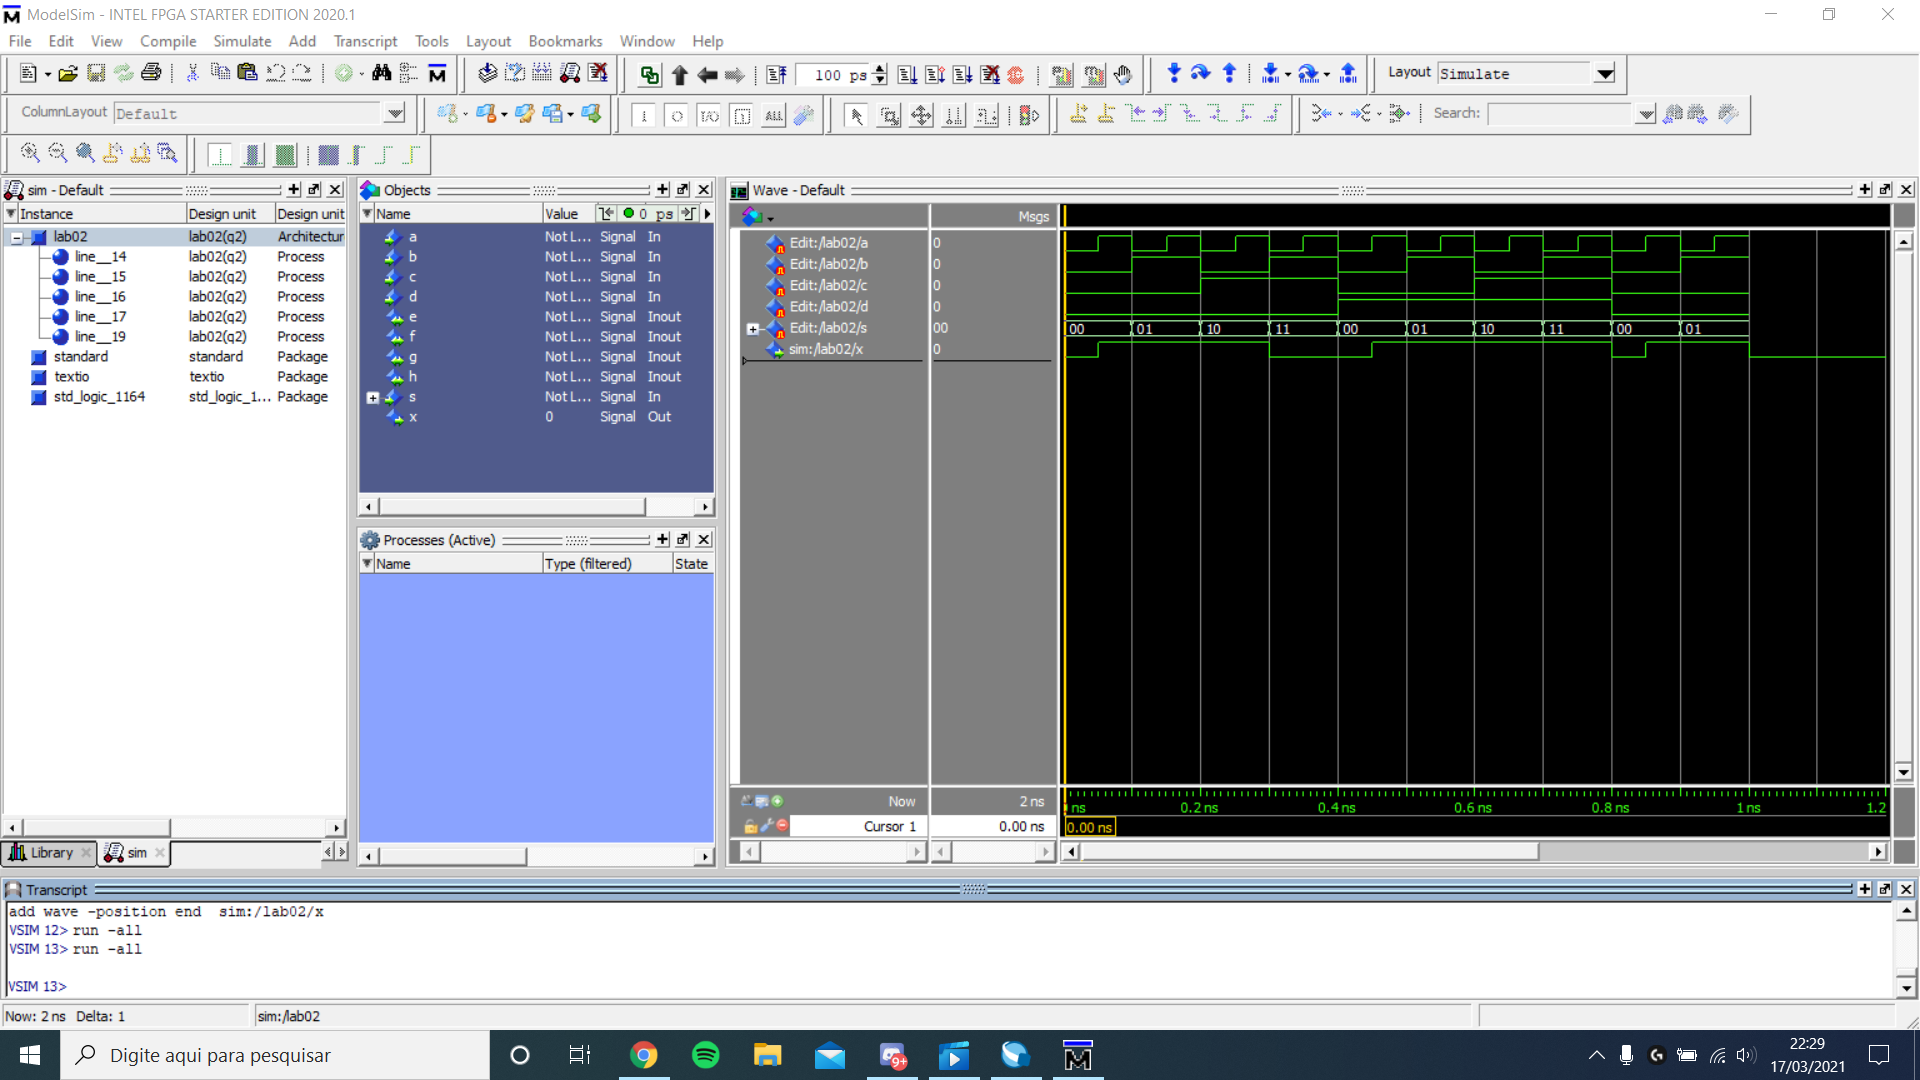 ModelSim - INTEL FPGA STARTER EDITION 2020.1
File Edit View Compile Simulate Add Transcript Tools Layout Bookmarks Window Help
100 ps
Layout Simulate
ColumnLayout Default
I/O
ALL
Search:
sim - Default
Instance Design unit Design unit
lab02 lab02(q2) Architectur
line__14 lab02(q2) Process
line__15 lab02(q2) Process
line__16 lab02(q2) Process
line__17 lab02(q2) Process
line__19 lab02(q2) Process
standard standard Package
textio textio Package
std_logic_1164 std_logic_1... Package
Library sim
Objects
Name Value 0 ps
a Not L... Signal In
b Not L... Signal In
c Not L... Signal In
d Not L... Signal In
e Not L... Signal Inout
f Not L... Signal Inout
g Not L... Signal Inout
h Not L... Signal Inout
s Not L... Signal In
x 0 Signal Out
Processes (Active)
Name Type (filtered) State
Wave - Default
Msgs
Edit:/lab02/a 0
Edit:/lab02/b 0
Edit:/lab02/c 0
Edit:/lab02/d 0
Edit:/lab02/s 00 00 01 10 11 00 01 10 11 00 01
sim:/lab02/x 0
Now 2 ns ns 0.2 ns 0.4 ns 0.6 ns 0.8 ns 1 ns 1.2
Cursor 1 0.00 ns 0.00 ns
Transcript
add wave -position end sim:/lab02/x
VSIM 12> run -all
VSIM 13> run -all
VSIM 13>
Now: 2 ns Delta: 1 sim:/lab02
Digite aqui para pesquisar
9+
22:29
17/03/2021